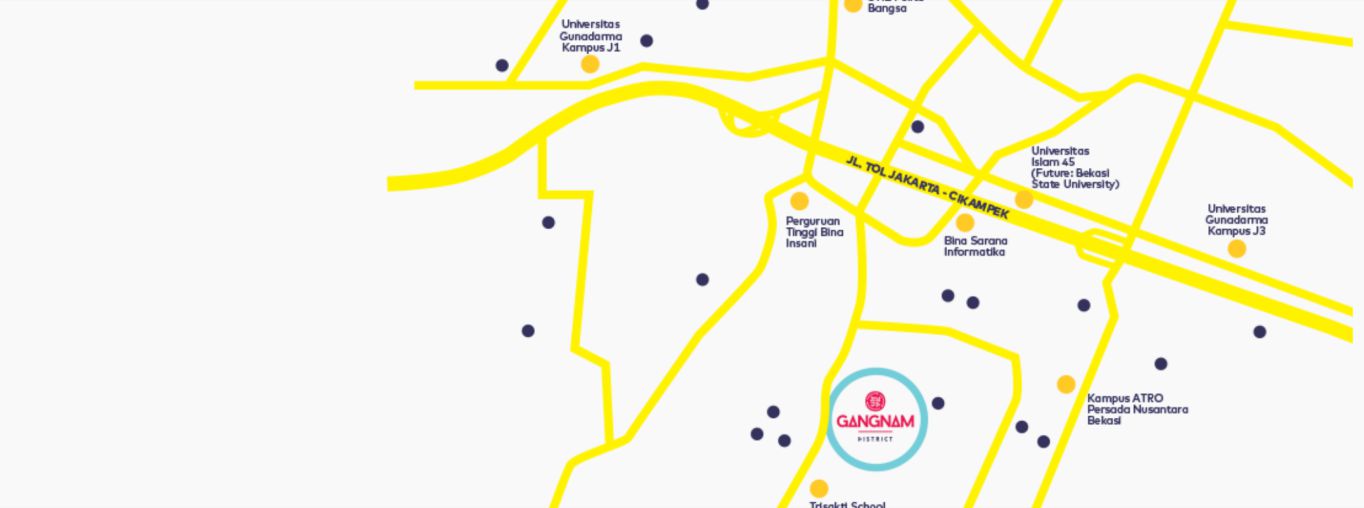 Bangsa
Universitas
Gunadarma
Kampus J1
JL. TOL JAKARTA - CIKAMPEK
Universitas
Islam 45
(Future: Bekasi
State University)
Universitas
Gunadarma
Kampus J3
Perguruan
Tinggi Bina
Insani
Bina Sarana
Informatika
Kampus ATRO
Persada Nusantara
Bekasi
GANGNAM
DISTRICT
Trisakti School